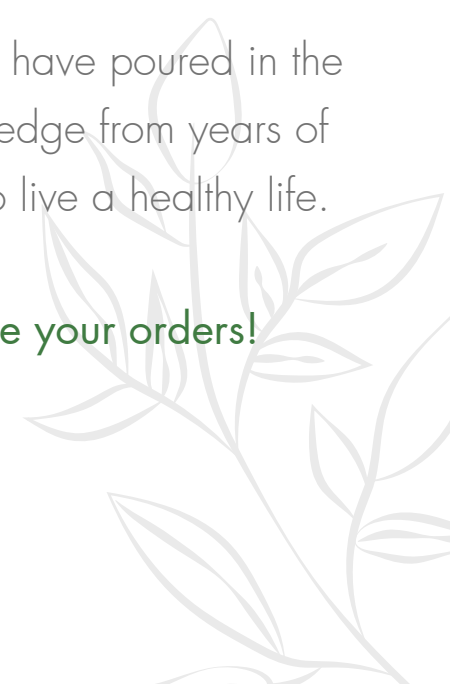 have poured in the
edge from years of
o live a healthy life.
e your orders!